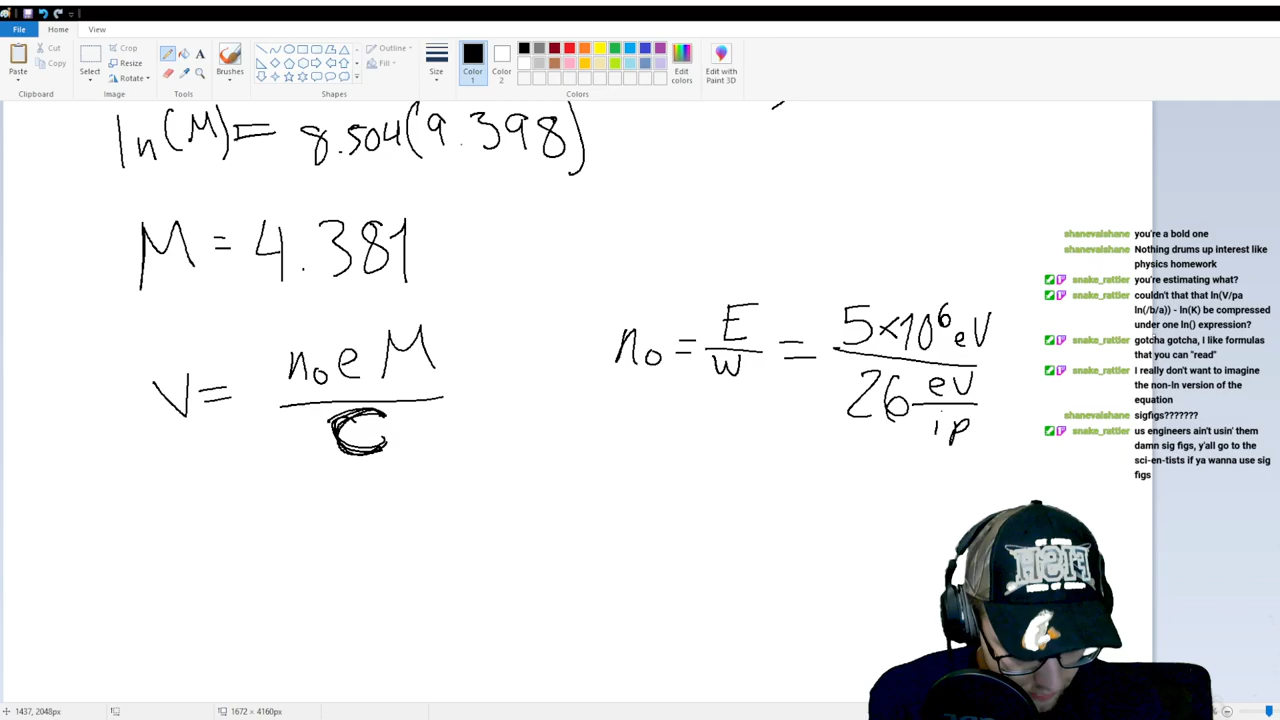 File Home View
Paste Cut Copy Select Crop Resize Rotate Brushes Outline Fill Size Color 1 Color 2 Edit colors Edit with Paint 3D
Clipboard Image Tools Shapes Colors
ln(M)= 8.504(9.398)
M = 4.381
V = n₀ e M / C
n₀ = E / W = 5×10⁶ eV / 26 eV/ip
shanevalshane you're a bold one
shanevalshane Nothing drums up interest like
physics homework
snake_rattler you're estimating what?
snake_rattler couldn't that that ln(V/pa
ln(/b/a)) - ln(K) be compressed
under one ln() expression?
snake_rattler gotcha gotcha, I like formulas
that you can "read"
snake_rattler I really don't want to imagine
the non-ln version of the
equation
shanevalshane sigfigs???????
snake_rattler us engineers ain't usin' them
damn sig figs, y'all go to the
sci-en-tists if ya wanna use sig
figs
1437, 2048px 1672 × 4160px